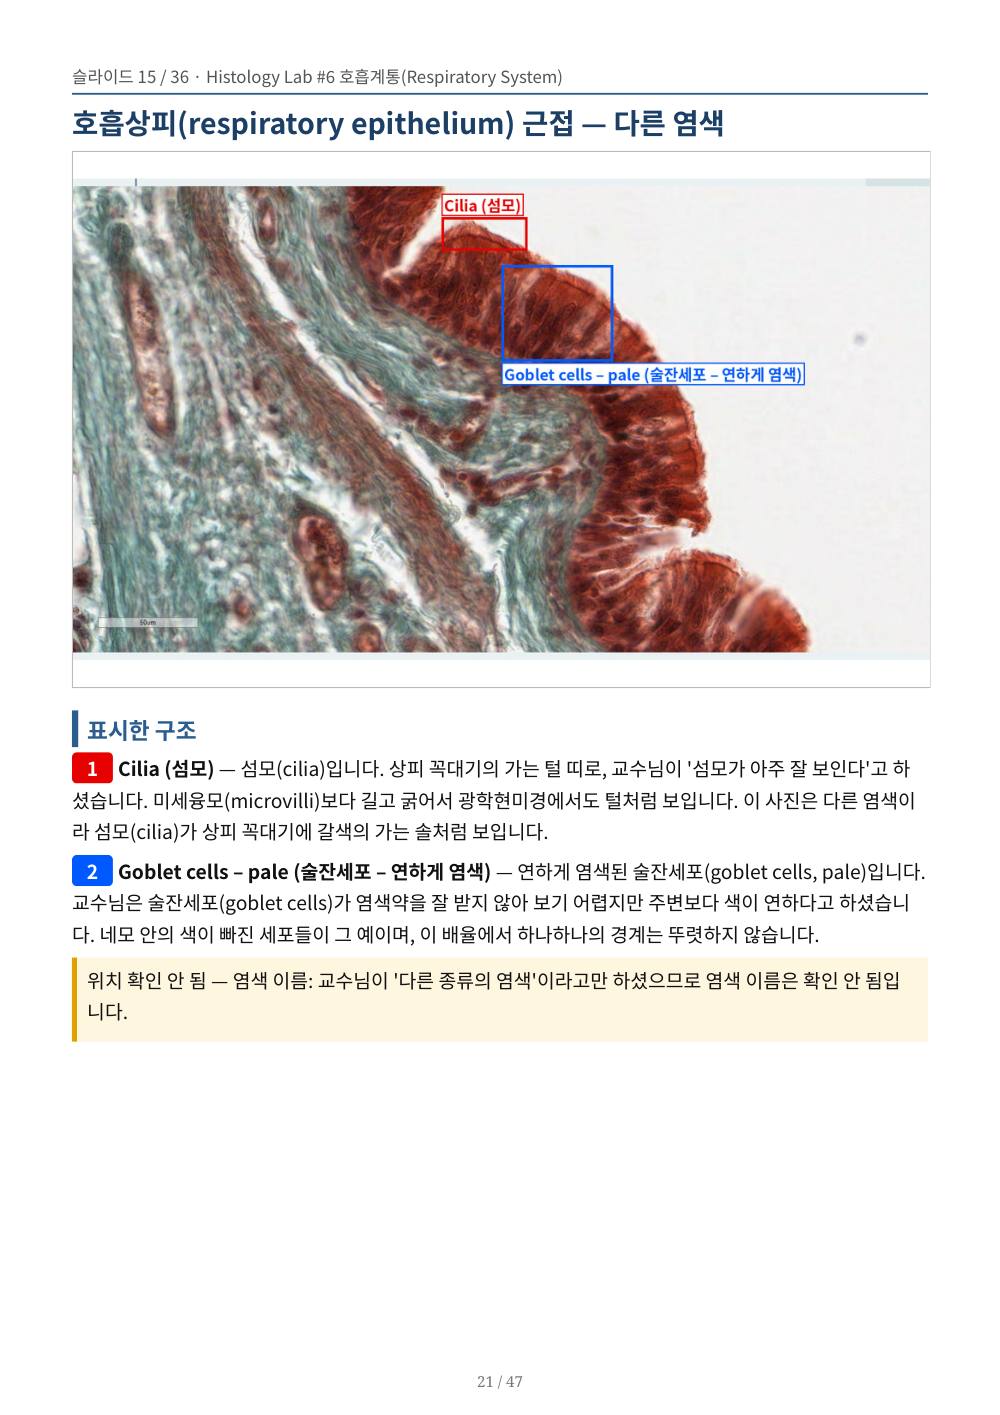 슬라이드 15 / 36 · Histology Lab #6 호흡계통(Respiratory System)
호흡상피(respiratory epithelium) 근접 — 다른 염색
Cilia (섬모)
Goblet cells – pale (술잔세포 – 연하게 염색)
50um
표시한 구조
1 Cilia (섬모) — 섬모(cilia)입니다. 상피 꼭대기의 가는 털 띠로, 교수님이 '섬모가 아주 잘 보인다'고 하
셨습니다. 미세융모(microvilli)보다 길고 굵어서 광학현미경에서도 털처럼 보입니다. 이 사진은 다른 염색이
라 섬모(cilia)가 상피 꼭대기에 갈색의 가는 솔처럼 보입니다.
2 Goblet cells – pale (술잔세포 – 연하게 염색) — 연하게 염색된 술잔세포(goblet cells, pale)입니다.
교수님은 술잔세포(goblet cells)가 염색약을 잘 받지 않아 보기 어렵지만 주변보다 색이 연하다고 하셨습니
다. 네모 안의 색이 빠진 세포들이 그 예이며, 이 배율에서 하나하나의 경계는 뚜렷하지 않습니다.
위치 확인 안 됨 — 염색 이름: 교수님이 '다른 종류의 염색'이라고만 하셨으므로 염색 이름은 확인 안 됨입
니다.
21 / 47